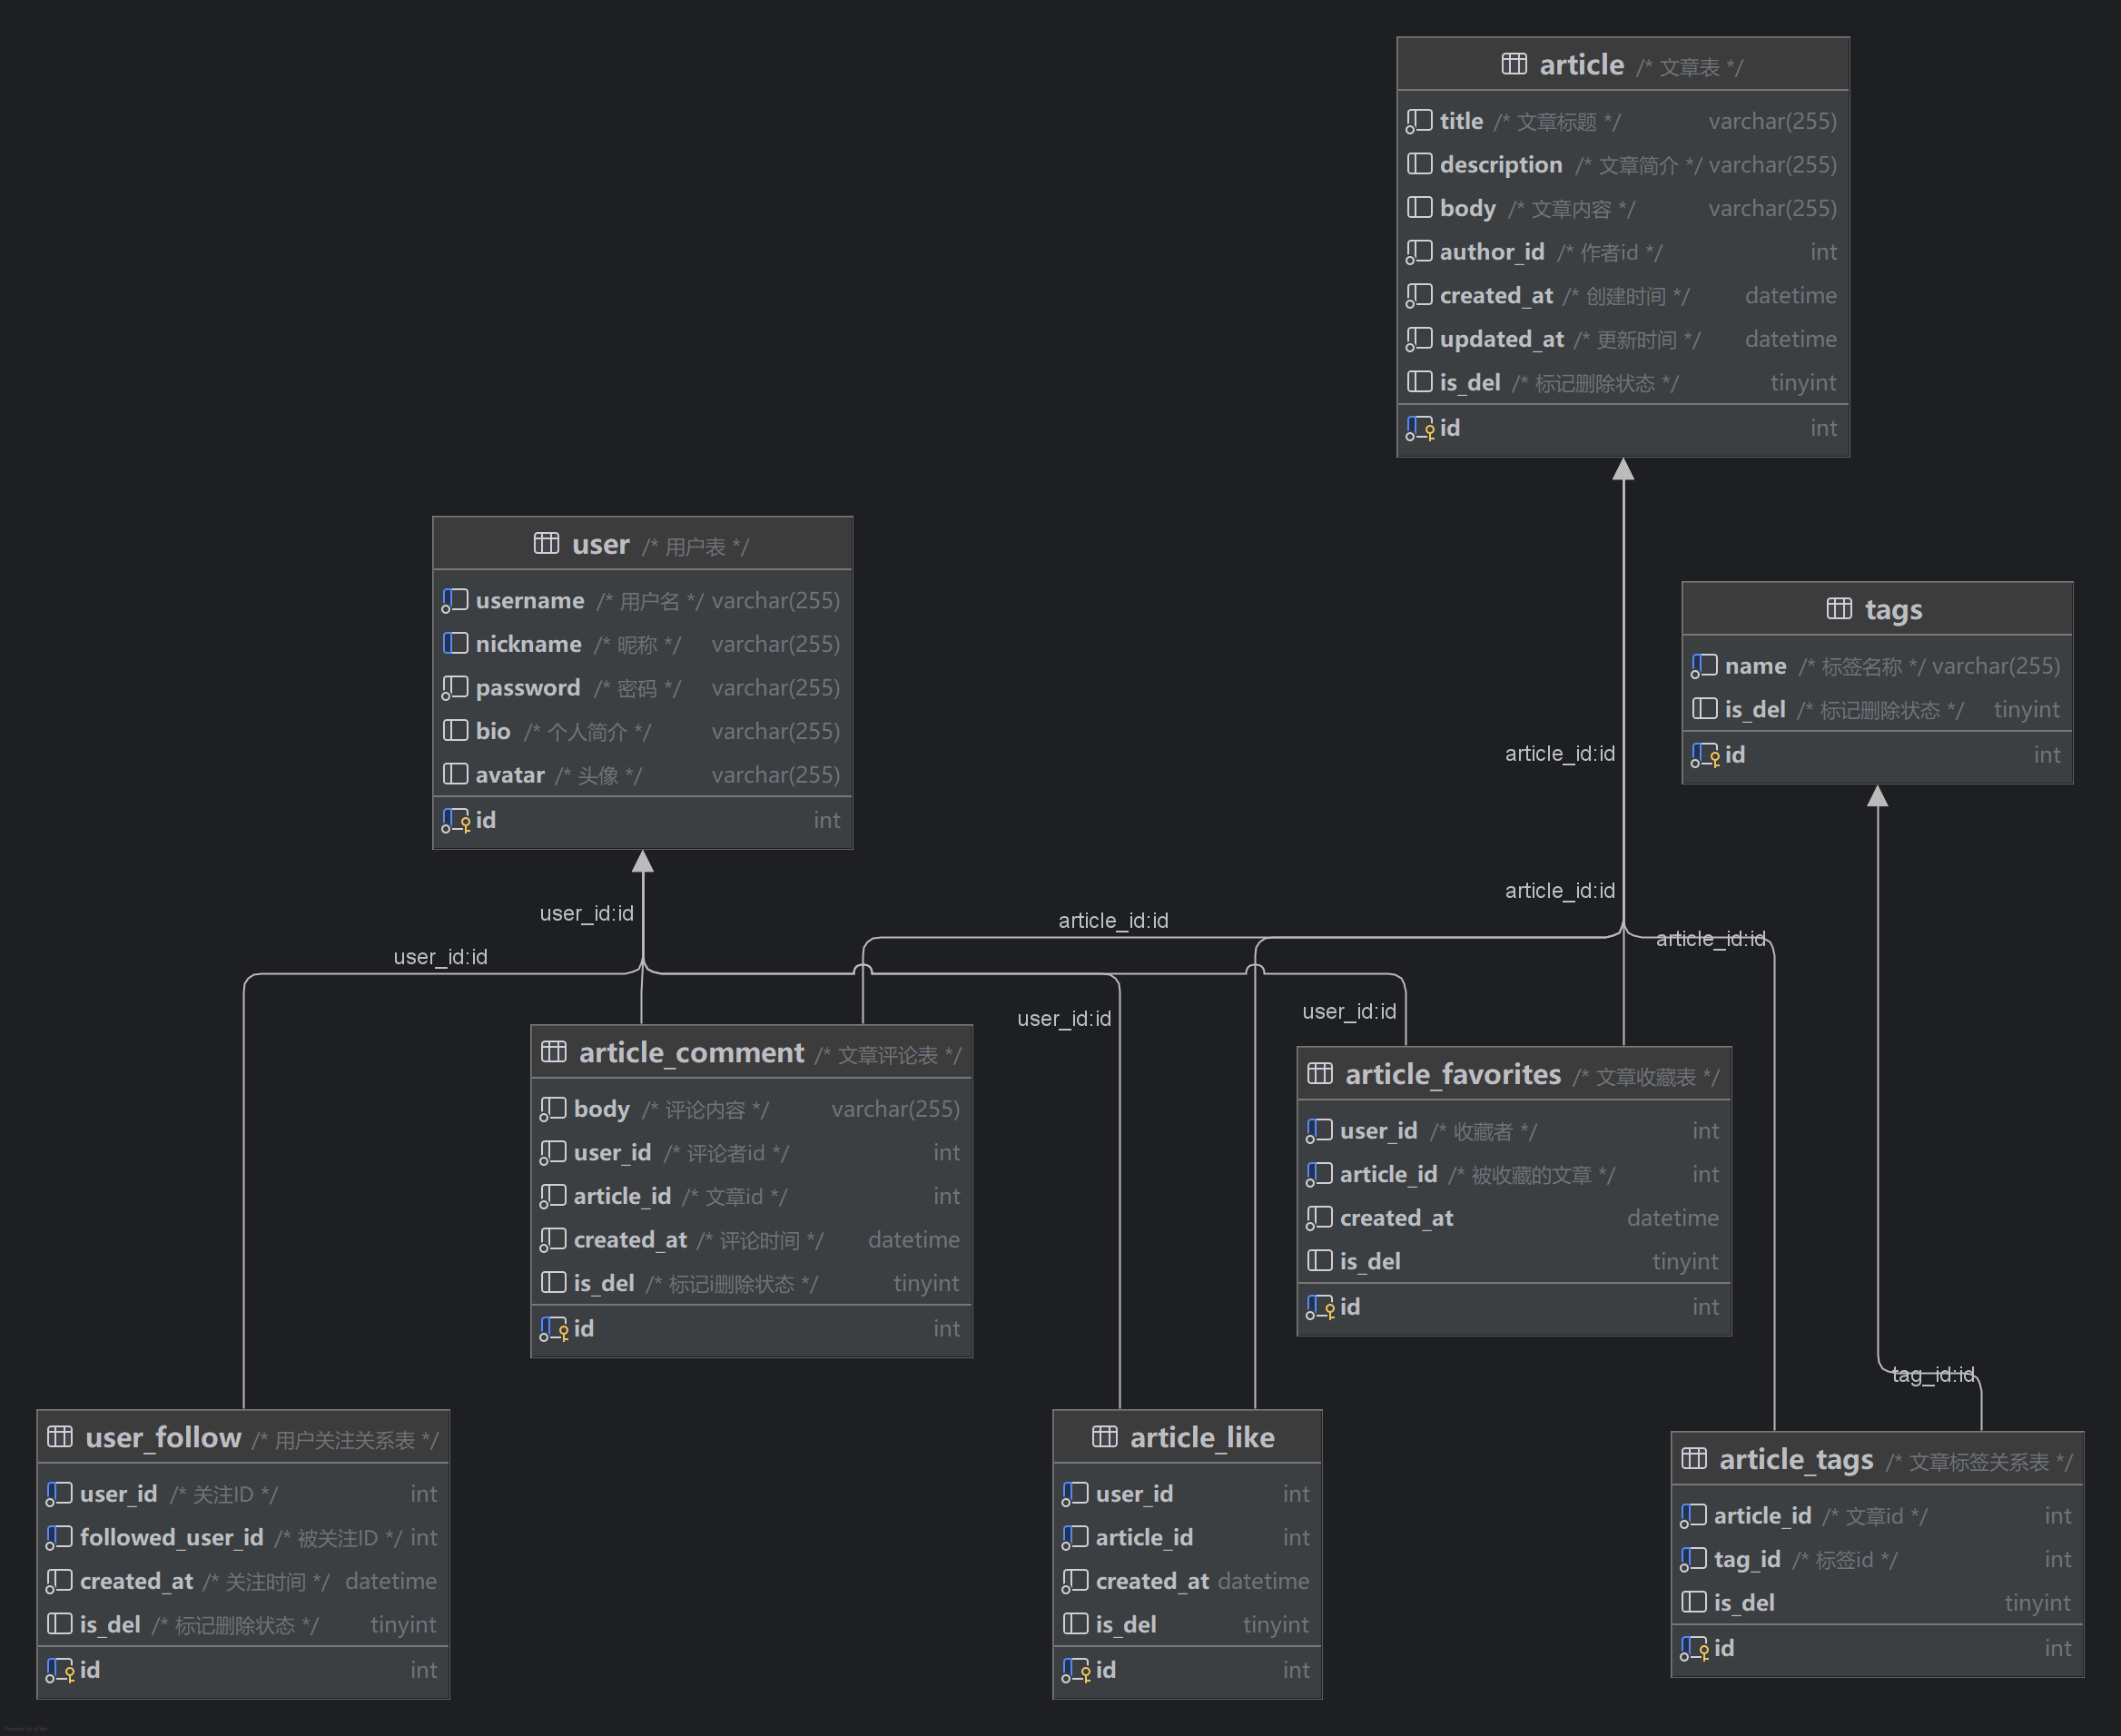 article /* 文章表 */
title /* 文章标题 */ varchar(255)
description /* 文章简介 */ varchar(255)
body /* 文章内容 */ varchar(255)
author_id /* 作者id */ int
created_at /* 创建时间 */ datetime
updated_at /* 更新时间 */ datetime
is_del /* 标记删除状态 */ tinyint
id int
user /* 用户表 */
username /* 用户名 */ varchar(255)
nickname /* 昵称 */ varchar(255)
password /* 密码 */ varchar(255)
bio /* 个人简介 */ varchar(255)
avatar /* 头像 */ varchar(255)
id int
tags
name /* 标签名称 */ varchar(255)
is_del /* 标记删除状态 */ tinyint
id int
article_id:id
article_id:id
user_id:id
article_id:id
article_id:id
user_id:id
user_id:id
user_id:id
article_comment /* 文章评论表 */
body /* 评论内容 */ varchar(255)
user_id /* 评论者id */ int
article_id /* 文章id */ int
created_at /* 评论时间 */ datetime
is_del /* 标记i删除状态 */ tinyint
id int
article_favorites /* 文章收藏表 */
user_id /* 收藏者 */ int
article_id /* 被收藏的文章 */ int
created_at datetime
is_del tinyint
id int
tag_id:id
user_follow /* 用户关注关系表 */
user_id /* 关注ID */ int
followed_user_id /* 被关注ID */ int
created_at /* 关注时间 */ datetime
is_del /* 标记删除状态 */ tinyint
id int
article_like
user_id int
article_id int
created_at datetime
is_del tinyint
id int
article_tags /* 文章标签关系表 */
article_id /* 文章id */ int
tag_id /* 标签id */ int
is_del tinyint
id int
Powered by yFiles